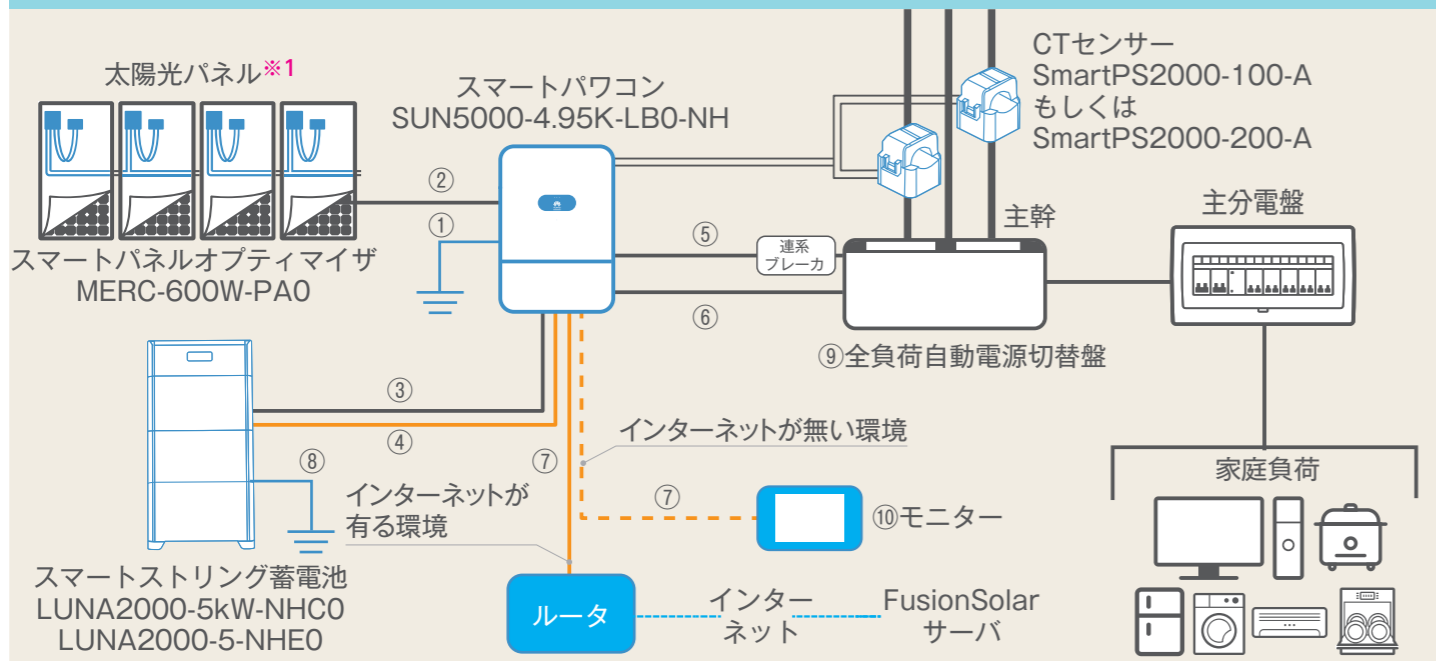 太陽光パネル※1
スマートパワコン
SUN5000-4.95K-LB0-NH
CTセンサー
SmartPS2000-100-A
もしくは
SmartPS2000-200-A
②
①
スマートパネルオプティマイザ
MERC-600W-PA0
⑤
連系
ブレーカ
⑥
主幹
主分電盤
⑨全負荷自動電源切替盤
③
④
⑧
⑦
インターネットが無い環境
⑦
インターネットが
有る環境
⑩モニター
家庭負荷
スマートストリング蓄電池
LUNA2000-5kW-NHC0
LUNA2000-5-NHE0
ルータ
インター
ネット
FusionSolar
サーバ